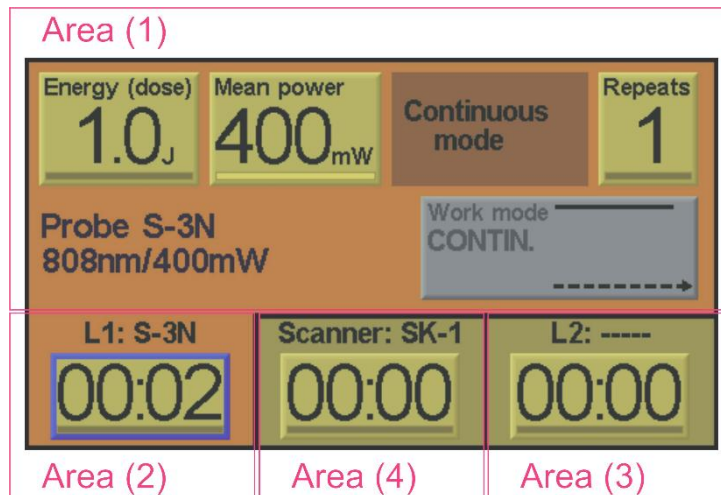 Area (1)
Energy (dose) Mean power Repeats
1.0J 400mW Continuous mode 1
Probe S-3N
808nm/400mW
Work mode
CONTIN.
L1: S-3N Scanner: SK-1 L2: -----
00:02 00:00 00:00
Area (2) Area (4) Area (3)